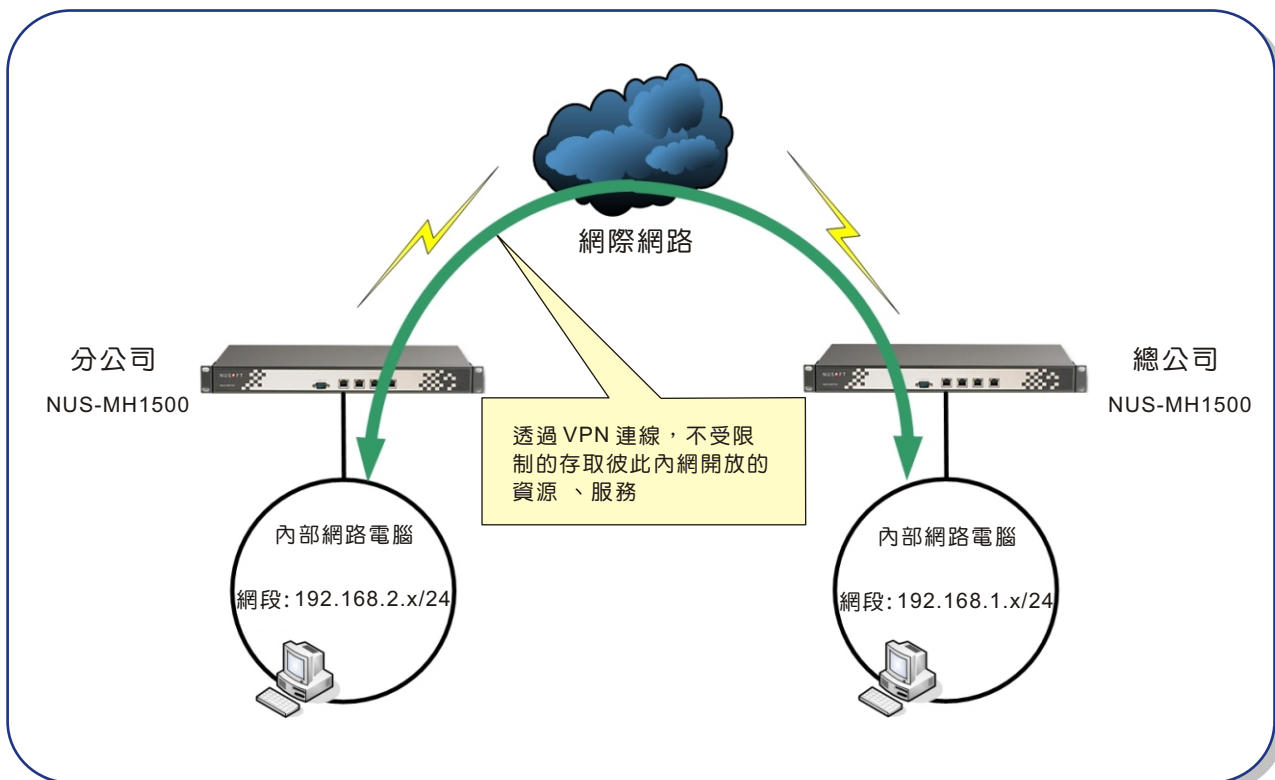 網際網路
分公司
NUS-MH1500
總公司
NUS-MH1500
NUSOFT
NUSOFT
透過 VPN 連線，不受限
制的存取彼此內網開放的
資源 、服務
內部網路電腦
網段: 192.168.2.x/24
內部網路電腦
網段: 192.168.1.x/24